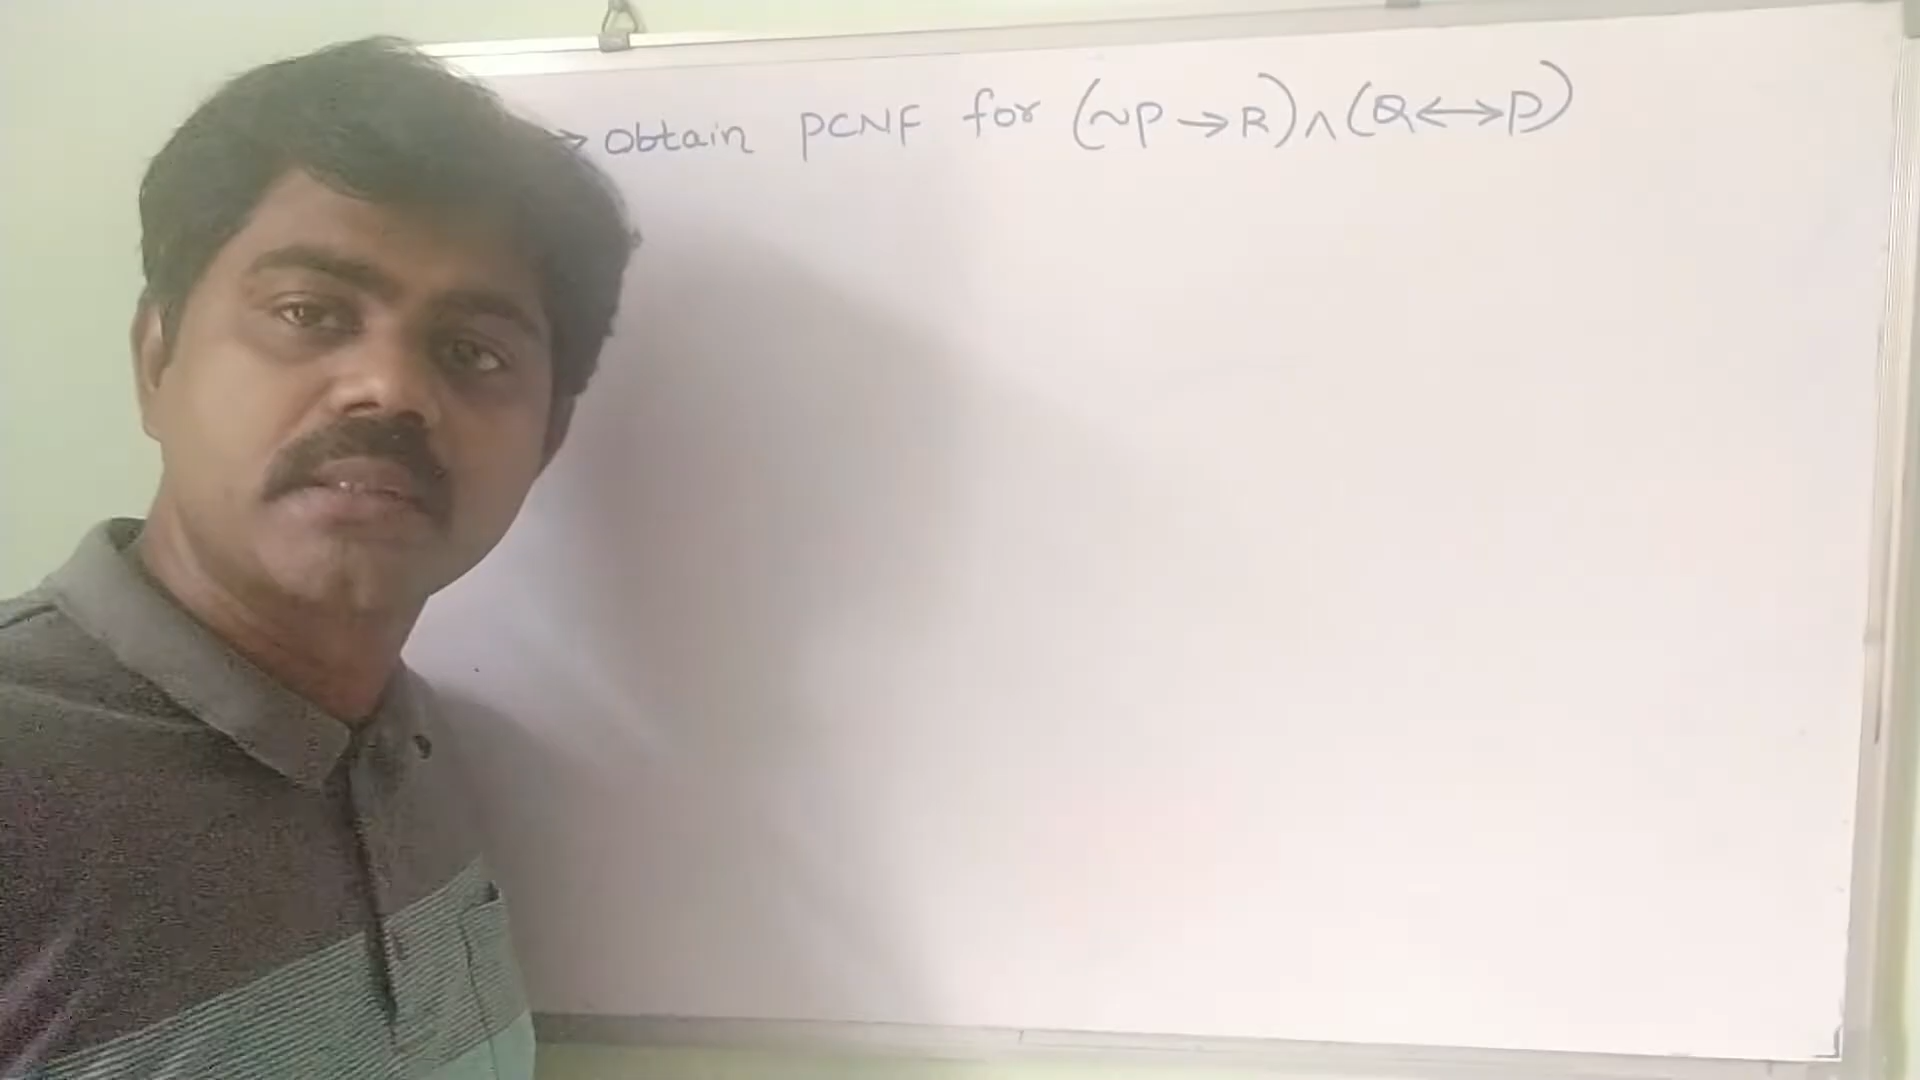 → Obtain PCNF for (~P → R) ∧ (Q ↔ P)